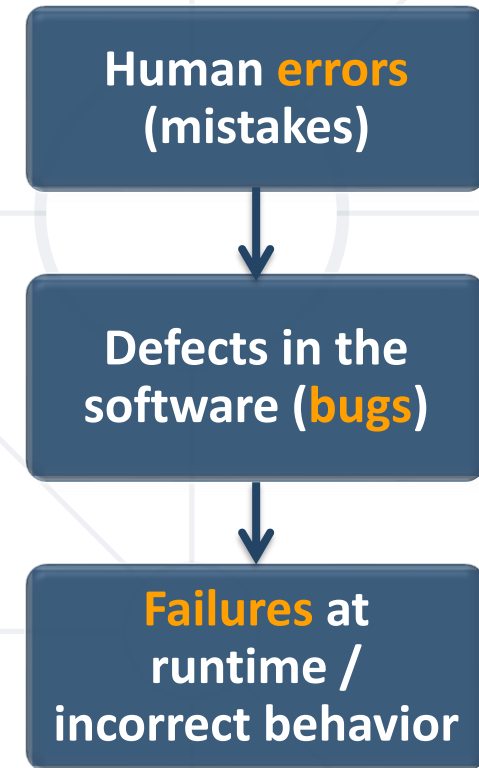 Human errors
(mistakes)
Defects in the
software (bugs)
Failures at
runtime /
incorrect behavior